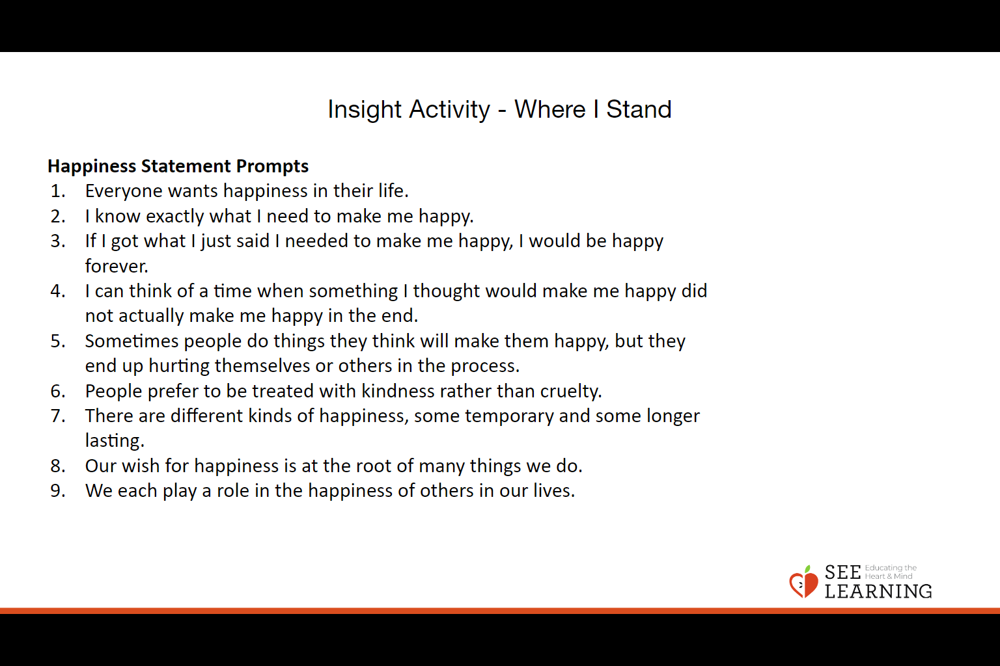 Insight Activity - Where I Stand
Happiness Statement Prompts
1. Everyone wants happiness in their life.
2. I know exactly what I need to make me happy.
3. If I got what I just said I needed to make me happy, I would be happy
forever.
4. I can think of a time when something I thought would make me happy did
not actually make me happy in the end.
5. Sometimes people do things they think will make them happy, but they
end up hurting themselves or others in the process.
6. People prefer to be treated with kindness rather than cruelty.
7. There are different kinds of happiness, some temporary and some longer
lasting.
8. Our wish for happiness is at the root of many things we do.
9. We each play a role in the happiness of others in our lives.
SEE
Educating the
Heart & Mind
LEARNING